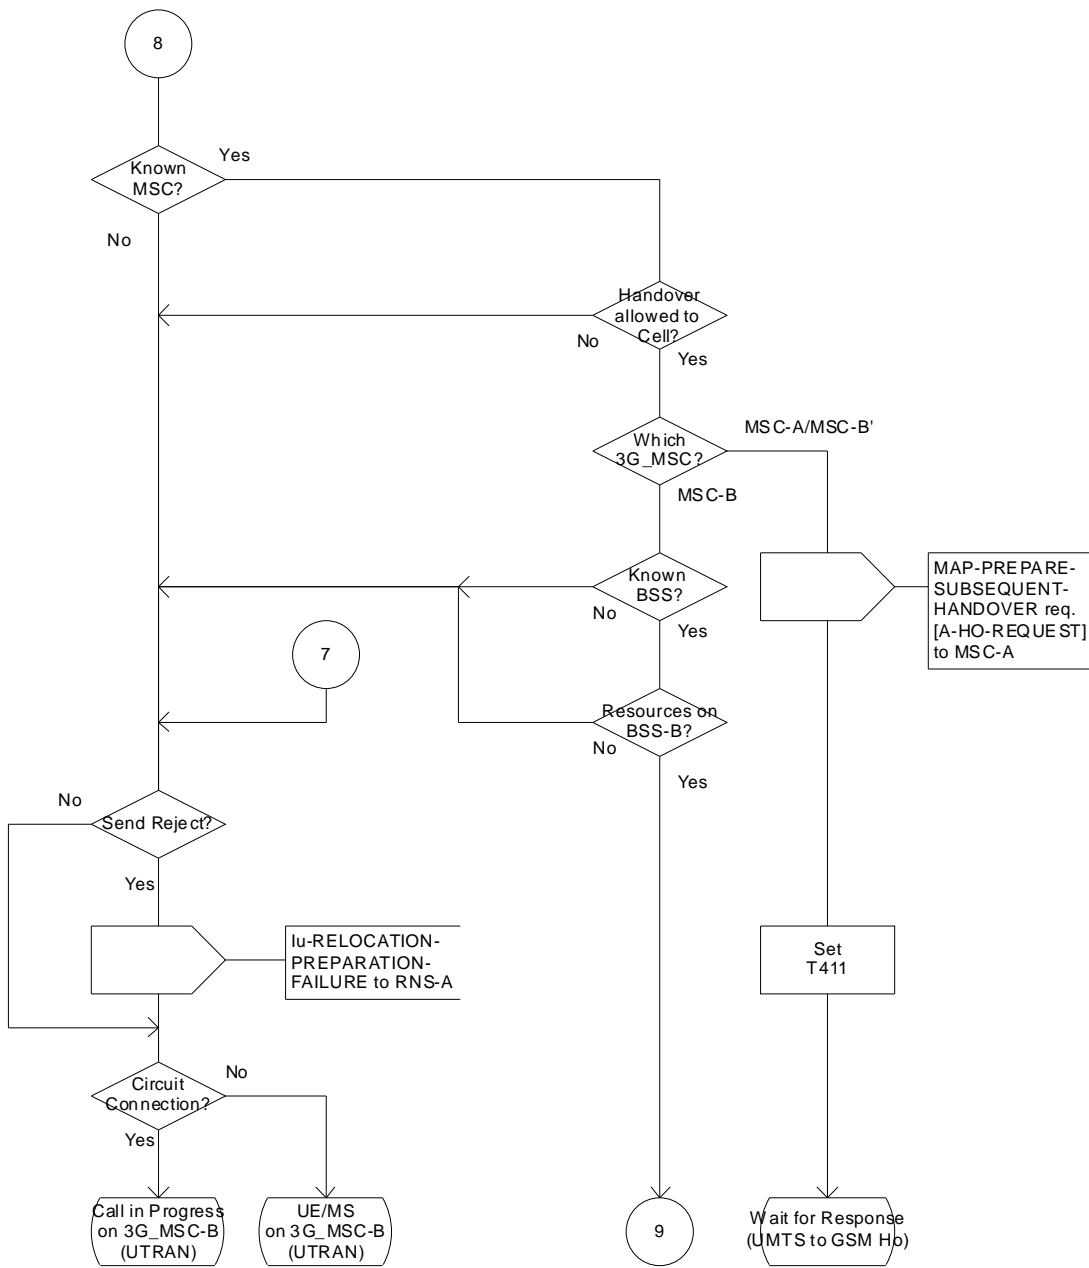 8
Known
MSC?
Yes
No
Handover
allowed to
Cell?
No
Yes
Which
3G_MSC?
MSC-A/MSC-B'
MSC-B
Known
BSS?
No
Yes
MAP-PREPARE-
SUBSEQUENT-
HANDOVER req.
[A-HO-REQUEST]
to MSC-A
7
Resources on
BSS-B?
No
Yes
No
Send Reject?
Yes
Iu-RELOCATION-
PREPARATION-
FAILURE to RNS-A
Set
T411
Circuit
Connection?
No
Yes
Call in Progress
on 3G_MSC-B
(UTRAN)
UE/MS
on 3G_MSC-B
(UTRAN)
9
Wait for Response
(UMTS to GSM Ho)